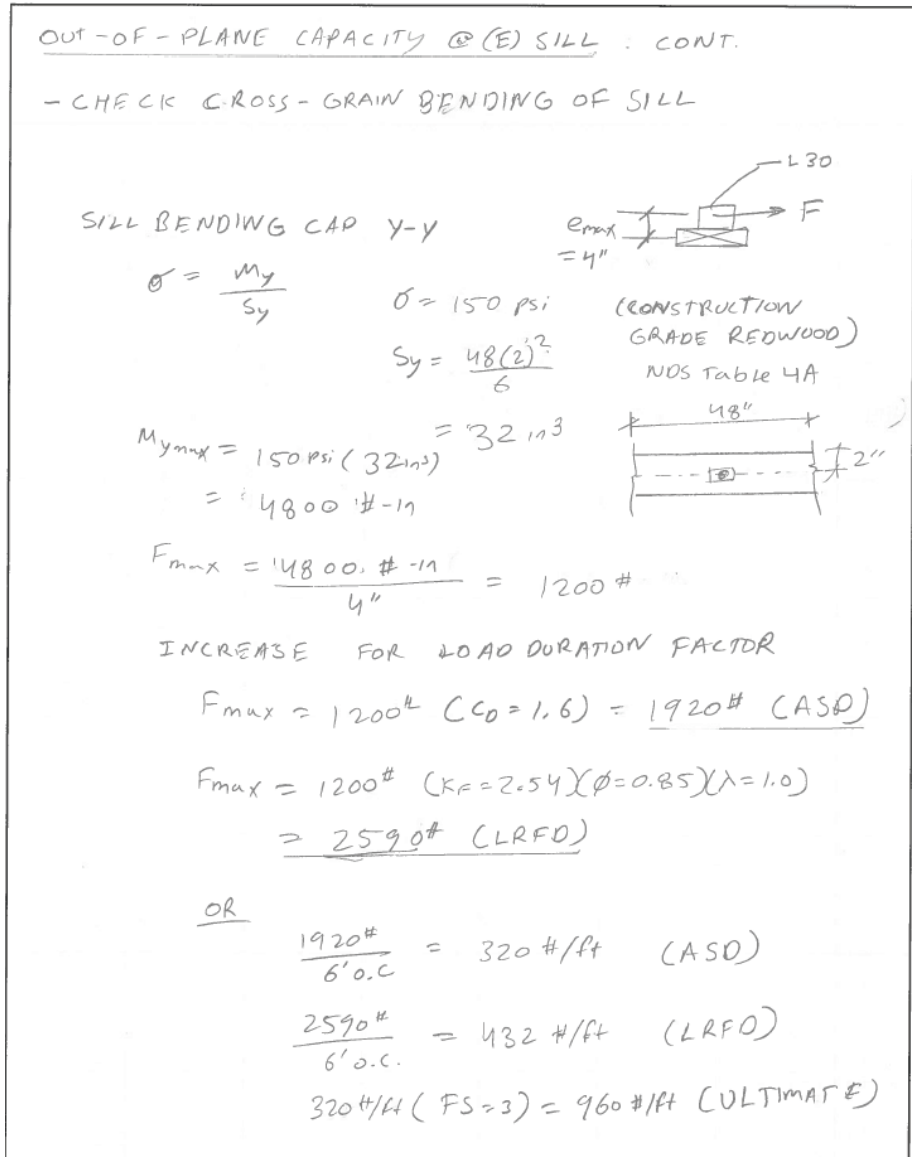 OUT-OF-PLANE CAPACITY @ (E) SILL : CONT.
- CHECK CROSS-GRAIN BENDING OF SILL
L30
SILL BENDING CAP Y-Y
emax = 4"
F
σ = My / Sy
σ = 150 psi
(CONSTRUCTION GRADE REDWOOD)
NDS Table 4A
Sy = 48(2)² / 6
= 32 in3
48"
2"
Mymax = 150 psi (32in3)
= 4800 #-in
Fmax = 4800 #-in / 4" = 1200 #
INCREASE FOR LOAD DURATION FACTOR
Fmax = 1200# (CD = 1.6) = 1920# (ASD)
Fmax = 1200# (KF = 2.54)(φ=0.85)(λ=1.0)
= 2590# (LRFD)
OR
1920# / 6' o.c = 320 #/ft (ASD)
2590# / 6' o.c. = 432 #/ft (LRFD)
320 #/ft (FS=3) = 960 #/ft (ULTIMATE)